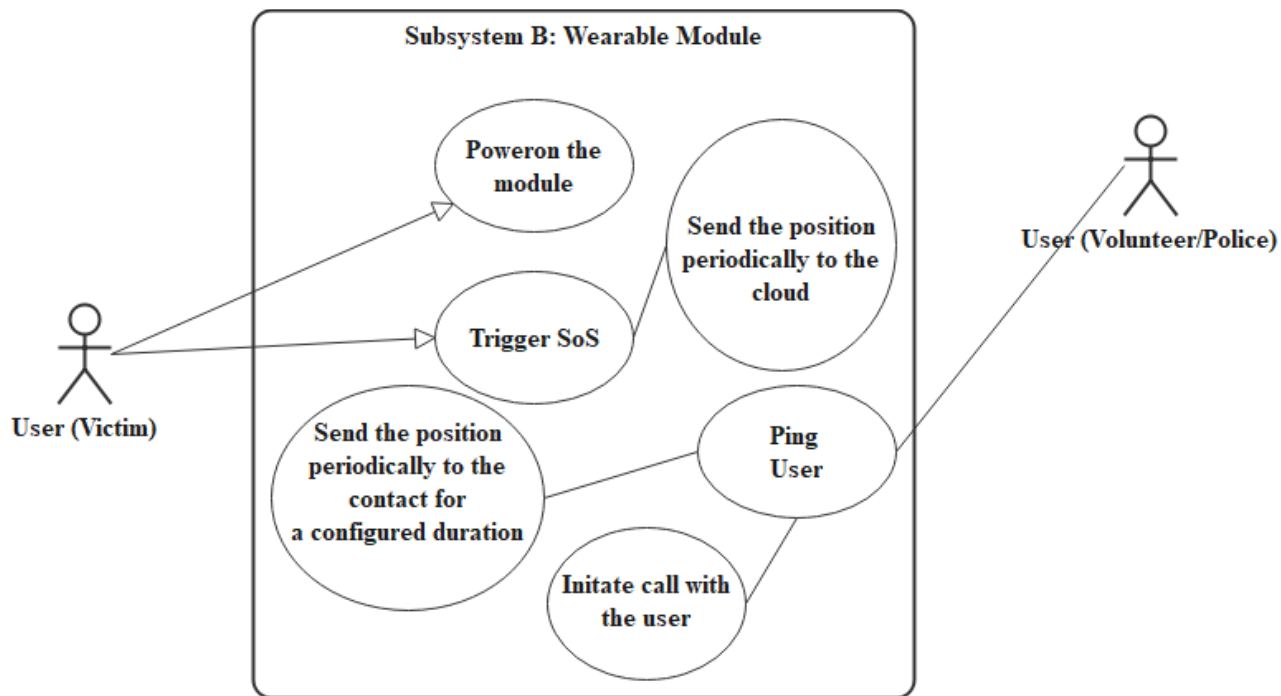 Subsystem B: Wearable Module
Poweron the
module
Send the position
periodically to the
cloud
User (Volunteer/Police)
Trigger SoS
User (Victim)
Send the position
periodically to the
contact for
a configured duration
Ping
User
Initate call with
the user